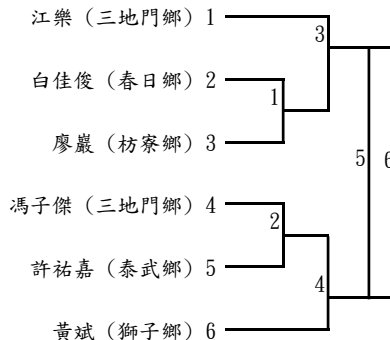 江樂（三地門鄉）1
3
白佳俊（春日鄉）2
1
廖巖（枋寮鄉）3
5 6
馮子傑（三地門鄉）4
2
許祐嘉（泰武鄉）5
4
黃斌（獅子鄉）6